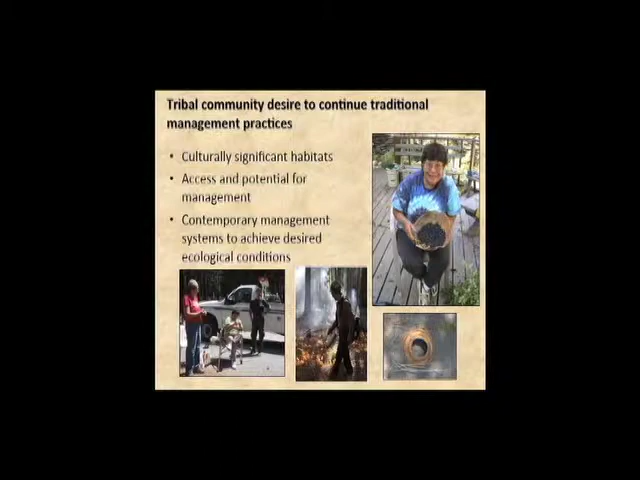 Tribal community desire to continue traditional
management practices
• Culturally significant habitats
• Access and potential for
management
• Contemporary management
systems to achieve desired
ecological conditions